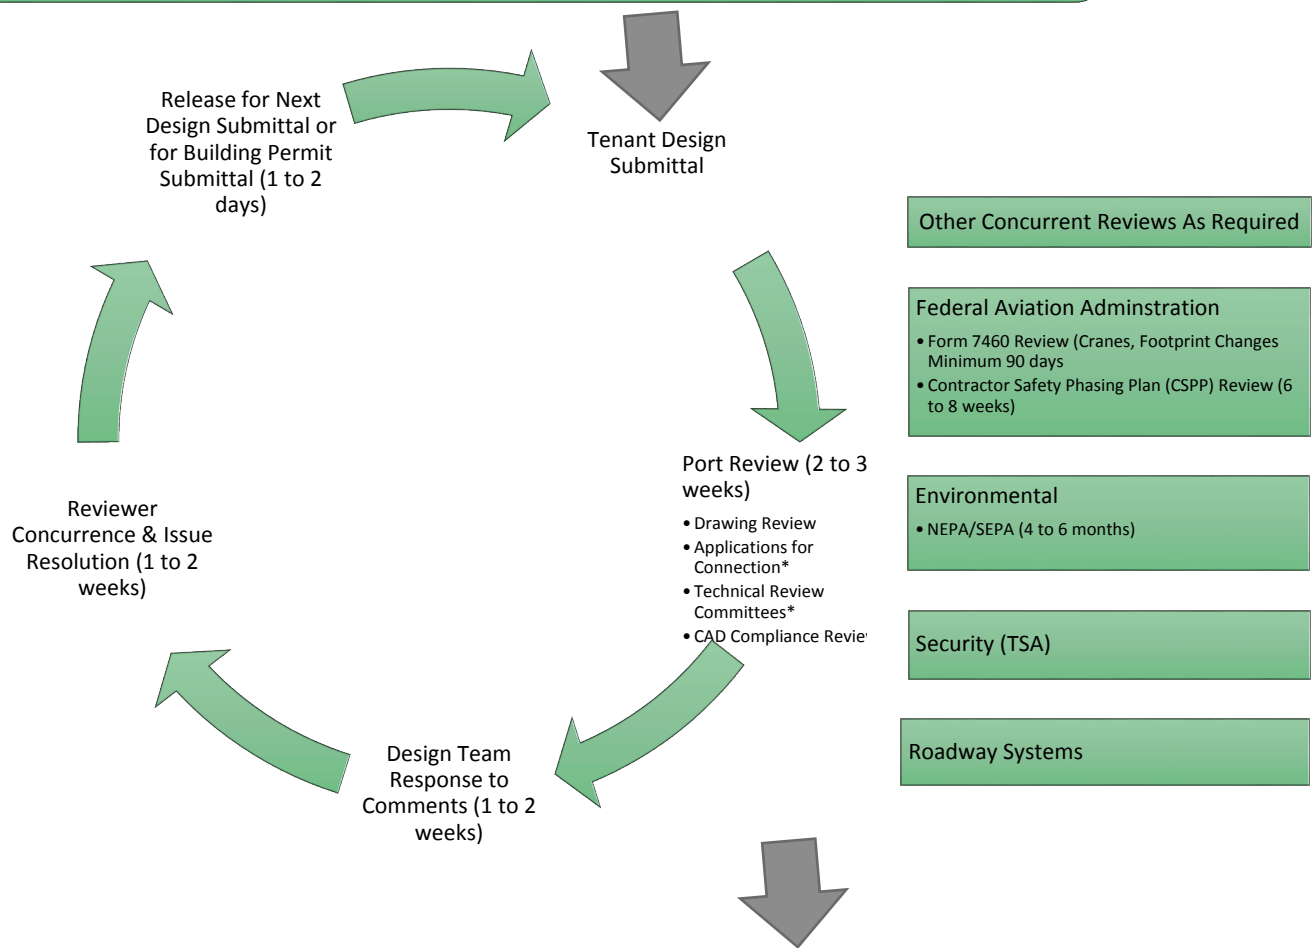 Release for Next
Design Submittal or
for Building Permit
Submittal (1 to 2
days)
Tenant Design
Submittal
Other Concurrent Reviews As Required
Federal Aviation Adminstration
• Form 7460 Review (Cranes, Footprint Changes
Minimum 90 days
• Contractor Safety Phasing Plan (CSPP) Review (6
to 8 weeks)
Port Review (2 to 3
weeks)
• Drawing Review
• Applications for
Connection*
• Technical Review
Committees*
• CAD Compliance Review
Environmental
• NEPA/SEPA (4 to 6 months)
Reviewer
Concurrence & Issue
Resolution (1 to 2
weeks)
Security (TSA)
Roadway Systems
Design Team
Response to
Comments (1 to 2
weeks)